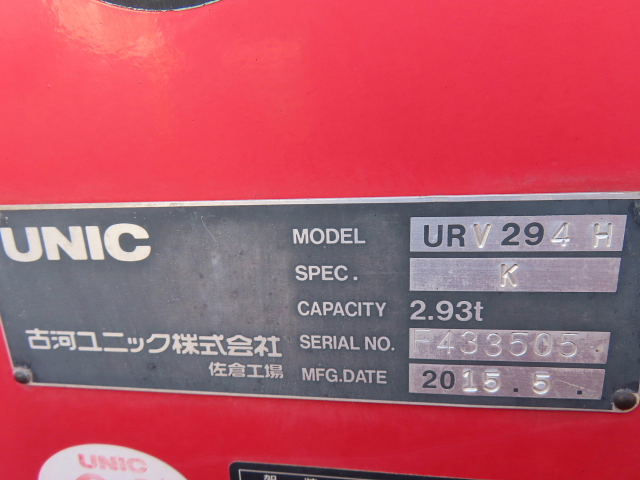 UNIC
MODEL URV294H
SPEC. K
CAPACITY 2.93t
古河ユニック株式会社
SERIAL NO. F433505
佐倉工場
MFG.DATE 2015.5.
UNIC